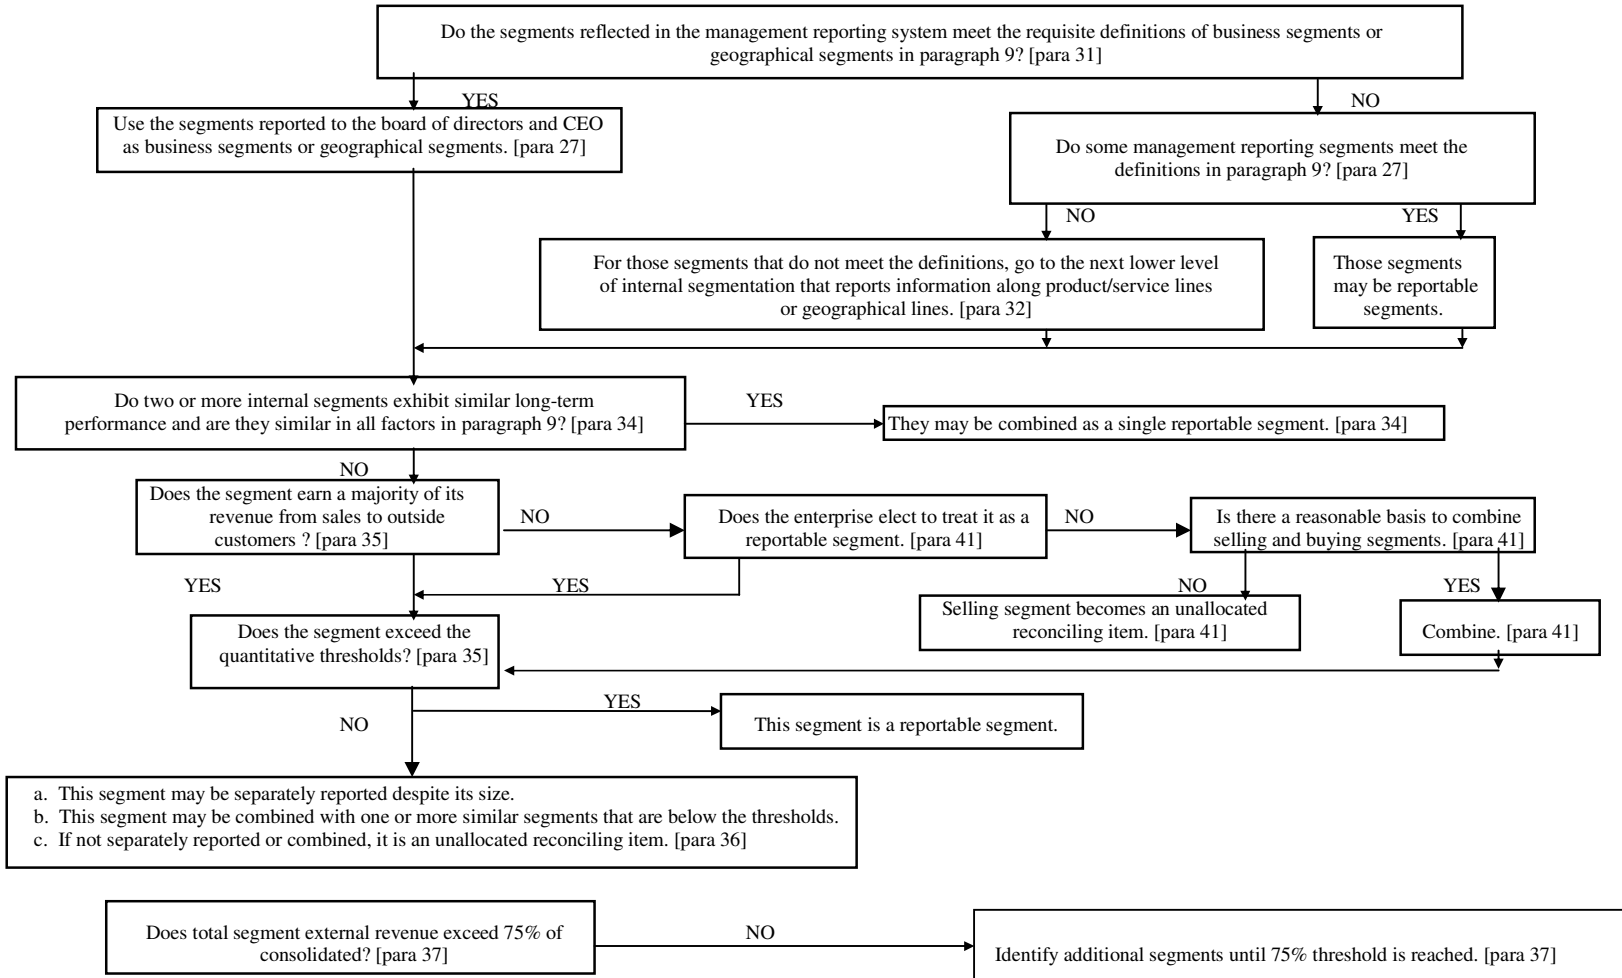 Do the segments reflected in the management reporting system meet the requisite definitions of business segments or
geographical segments in paragraph 9? [para 31]
YES
NO
Use the segments reported to the board of directors and CEO
as business segments or geographical segments. [para 27]
Do some management reporting segments meet the
definitions in paragraph 9? [para 27]
NO
YES
For those segments that do not meet the definitions, go to the next lower level
of internal segmentation that reports information along product/service lines
or geographical lines. [para 32]
Those segments
may be reportable
segments.
Do two or more internal segments exhibit similar long-term
performance and are they similar in all factors in paragraph 9? [para 34]
YES
They may be combined as a single reportable segment. [para 34]
NO
Does the segment earn a majority of its
revenue from sales to outside
customers ? [para 35]
NO
Does the enterprise elect to treat it as a
reportable segment. [para 41]
NO
Is there a reasonable basis to combine
selling and buying segments. [para 41]
YES
YES
NO
YES
Selling segment becomes an unallocated
reconciling item. [para 41]
Combine. [para 41]
Does the segment exceed the
quantitative thresholds? [para 35]
YES
NO
This segment is a reportable segment.
a. This segment may be separately reported despite its size.
b. This segment may be combined with one or more similar segments that are below the thresholds.
c. If not separately reported or combined, it is an unallocated reconciling item. [para 36]
Does total segment external revenue exceed 75% of
consolidated? [para 37]
NO
Identify additional segments until 75% threshold is reached. [para 37]